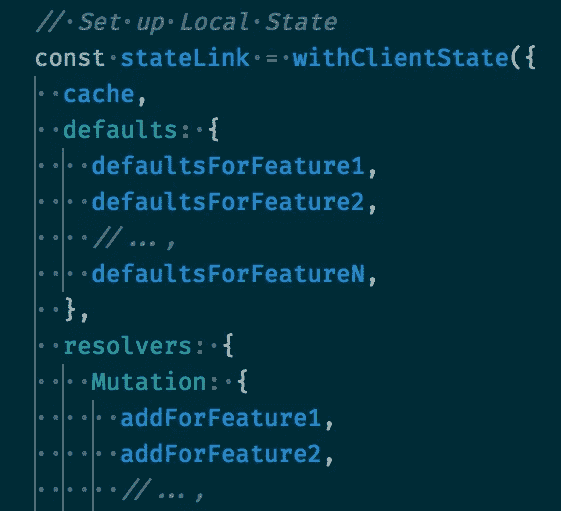 // Set up Local State
const stateLink = withClientState({
  cache,
  defaults: {
    defaultsForFeature1,
    defaultsForFeature2,
    // ... ,
    defaultsForFeatureN,
  },
  resolvers: {
    Mutation: {
      addForFeature1,
      addForFeature2,
      // ... ,